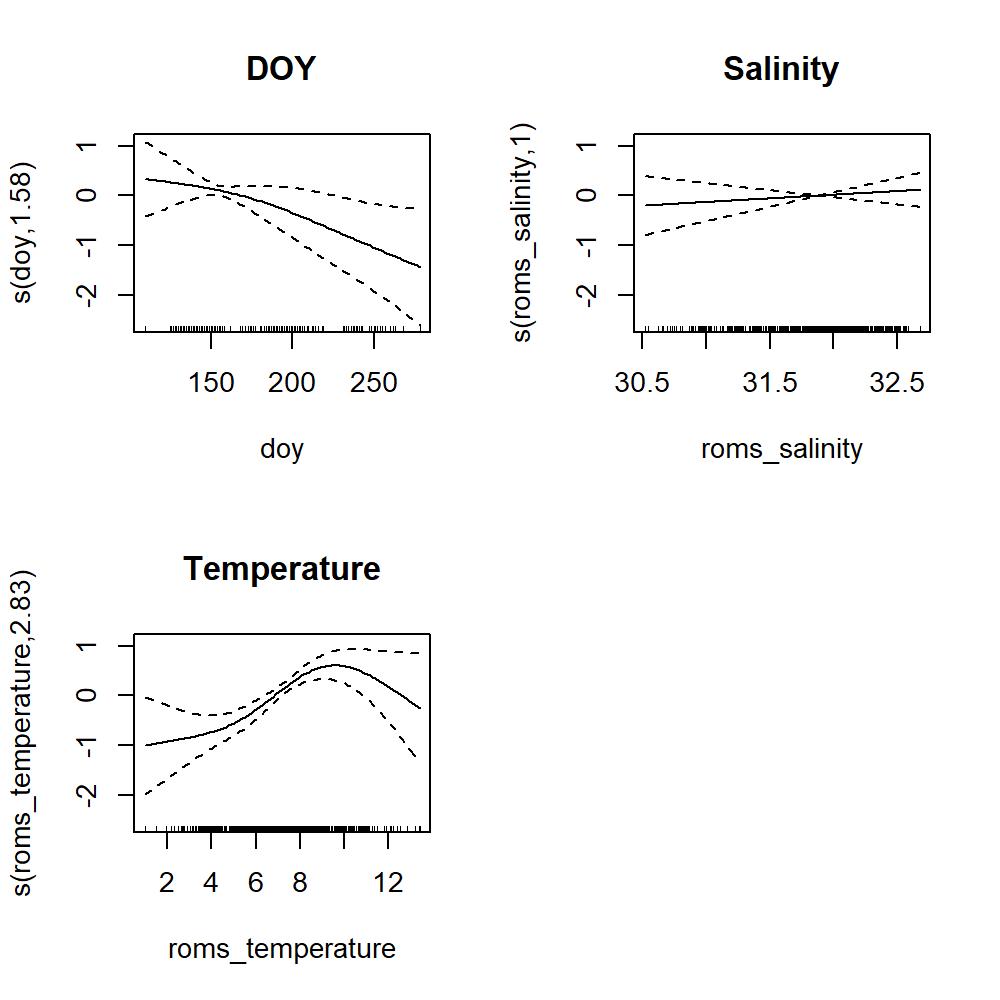 DOY
s(doy,1.58)
1
0
-1
-2
150 200 250
doy
Salinity
s(roms_salinity,1)
1
0
-1
-2
30.5 31.5 32.5
roms_salinity
Temperature
s(roms_temperature,2.83)
1
0
-1
-2
2 4 6 8 12
roms_temperature